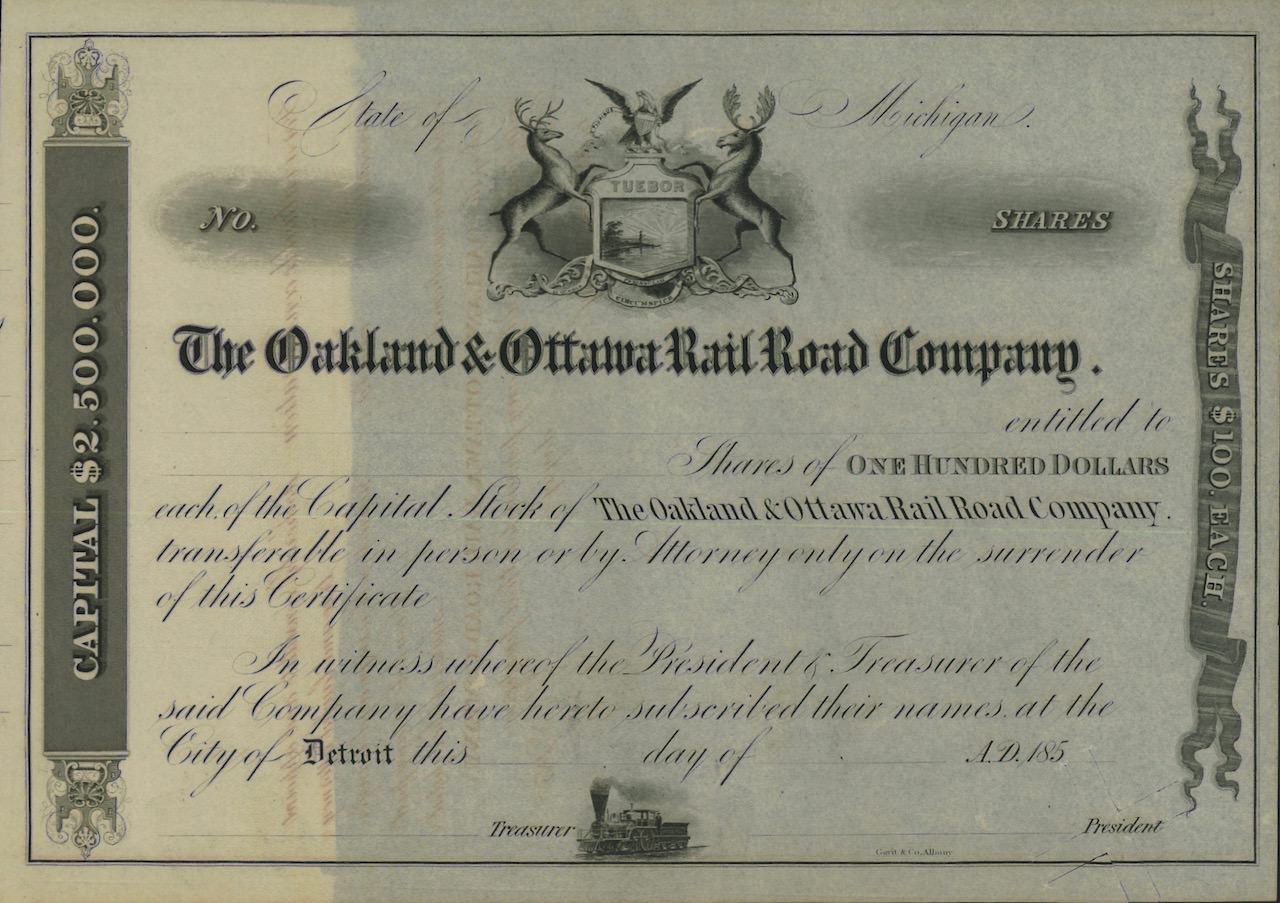 State of Michigan.
TUEBOR
CIRCUMSPICE
No.
SHARES
CAPITAL $2.500.000.
SHARES $100. EACH.
The Oakland & Ottawa Rail Road Company.
entitled to
Shares of ONE HUNDRED DOLLARS
each of the Capital Stock of The Oakland & Ottawa Rail Road Company.
transferable in person or by Attorney only on the surrender
of this Certificate
In witness whereof the President & Treasurer of the
said Company have hereto subscribed their names at the
City of Detroit this day of A.D. 185
Treasurer
President
Gavit & Co. Albany